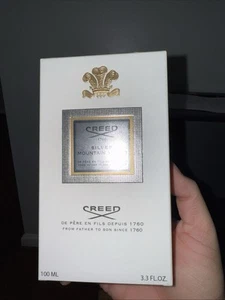 CREED
SILVER
MOUNTAIN
CREED
DE PÈRE EN FILS DEPUIS 1760
FROM FATHER TO SON SINCE 1760
100 ML
3.3 FL.OZ.